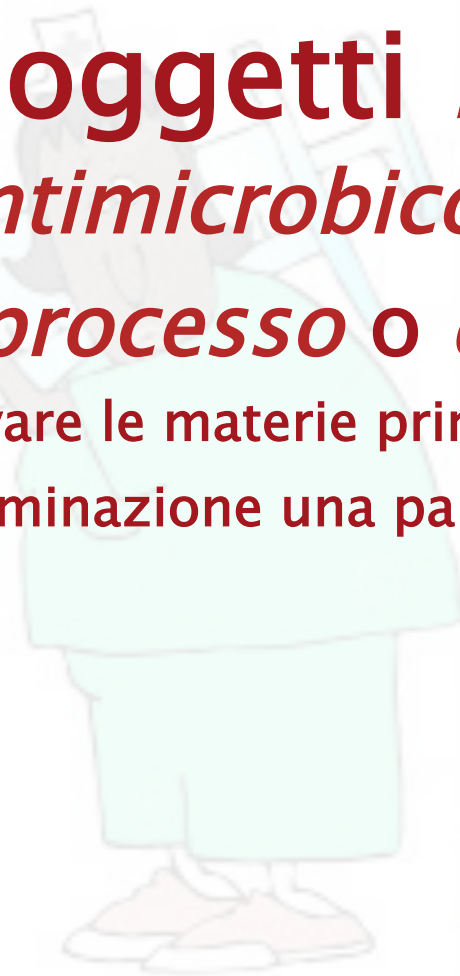 oggetti
ntimicrobico
processo o
vare le materie prim
minazione una pa